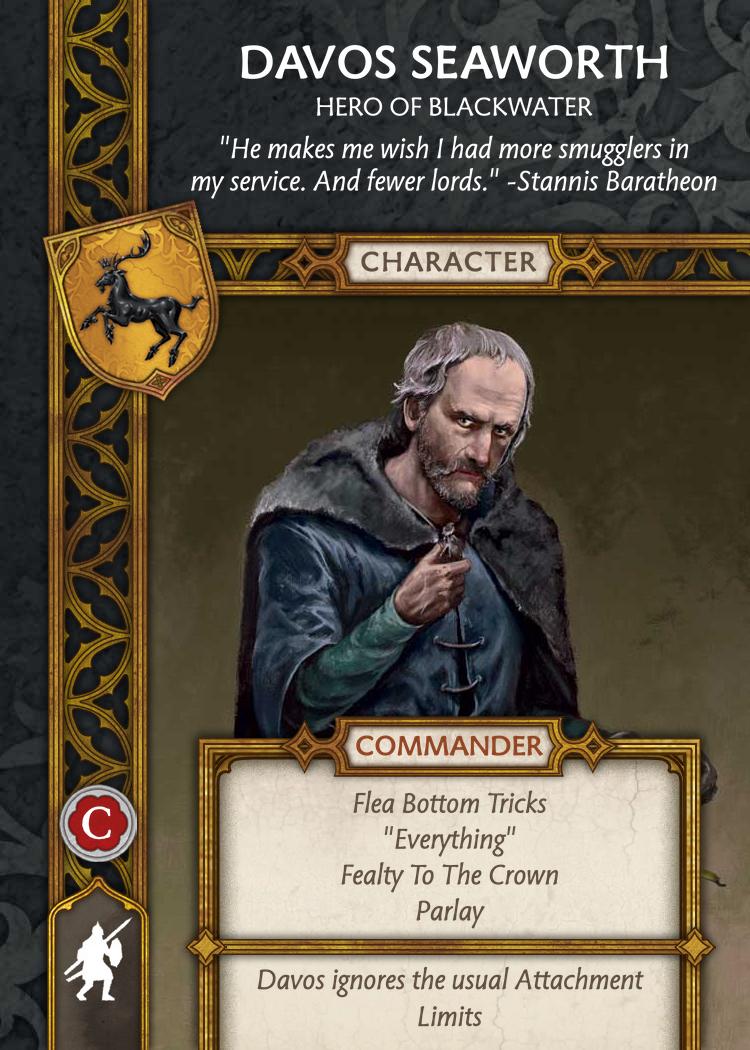 DAVOS SEAWORTH
HERO OF BLACKWATER
"He makes me wish I had more smugglers in
my service. And fewer lords." -Stannis Baratheon
CHARACTER
COMMANDER
Flea Bottom Tricks
"Everything"
Fealty To The Crown
Parlay
C
Davos ignores the usual Attachment
Limits